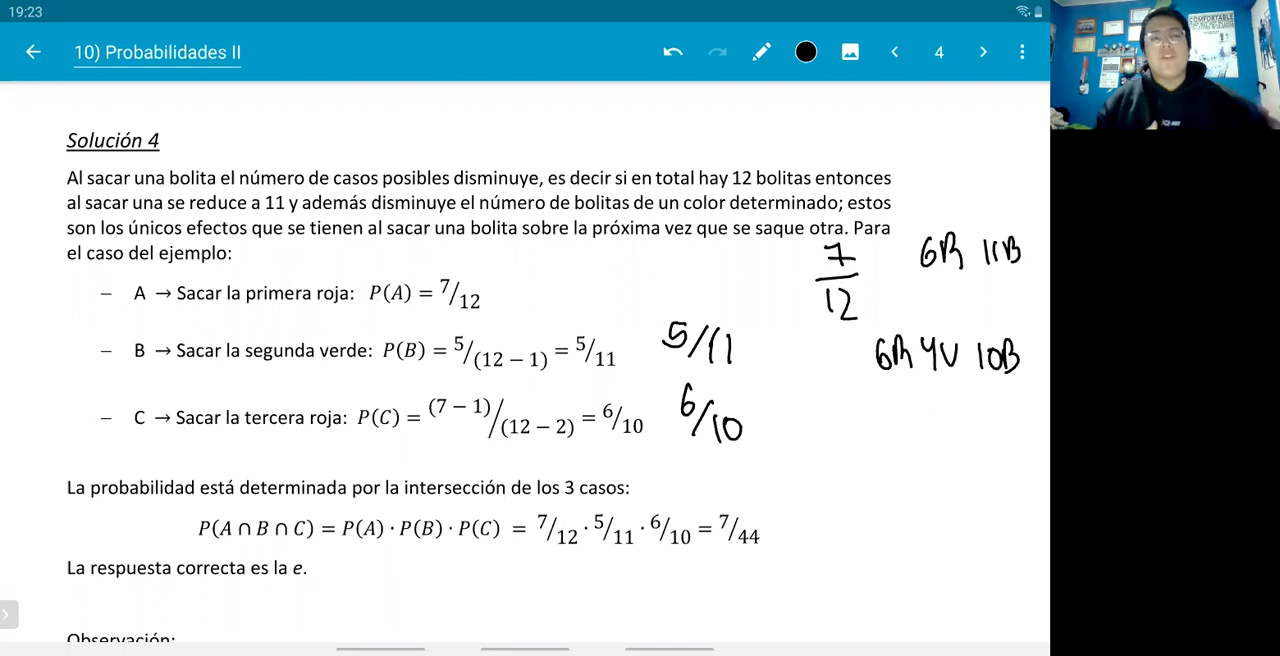 19:23
10) Probabilidades II
4
COMFORTABLE
Solución 4
Al sacar una bolita el número de casos posibles disminuye, es decir si en total hay 12 bolitas entonces
al sacar una se reduce a 11 y además disminuye el número de bolitas de un color determinado; estos
son los únicos efectos que se tienen al sacar una bolita sobre la próxima vez que se saque otra. Para
el caso del ejemplo:
7/12 6R 11B
– A → Sacar la primera roja: P(A) = 7/12
– B → Sacar la segunda verde: P(B) = 5/(12 − 1) = 5/11 5/11
6R 4V 10B
– C → Sacar la tercera roja: P(C) = (7 − 1)/(12 − 2) = 6/10 6/10
La probabilidad está determinada por la intersección de los 3 casos:
P(A ∩ B ∩ C) = P(A) · P(B) · P(C) = 7/12 · 5/11 · 6/10 = 7/44
La respuesta correcta es la e.
Observación: